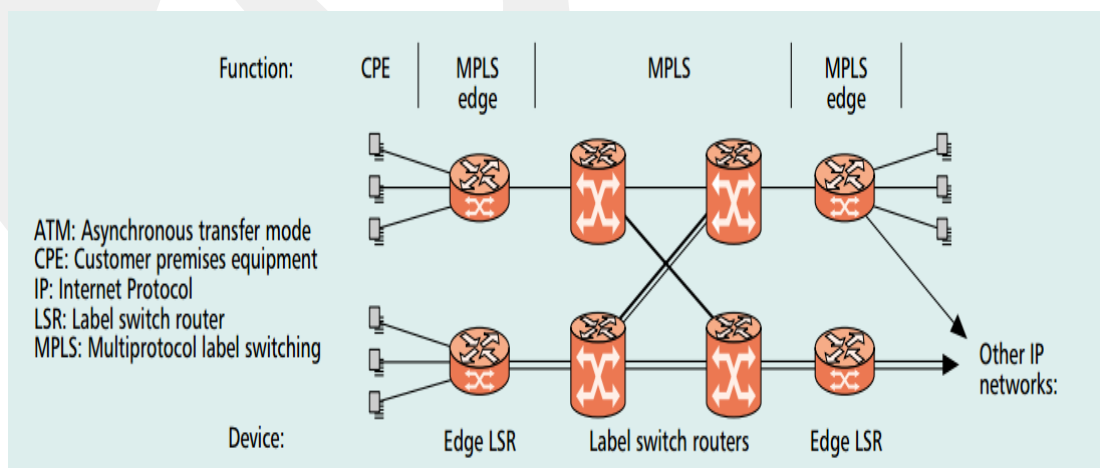 Function:
CPE
MPLS
edge
MPLS
MPLS
edge
ATM: Asynchronous transfer mode
CPE: Customer premises equipment
IP: Internet Protocol
LSR: Label switch router
MPLS: Multiprotocol label switching
Other IP
networks:
Device:
Edge LSR
Label switch routers
Edge LSR